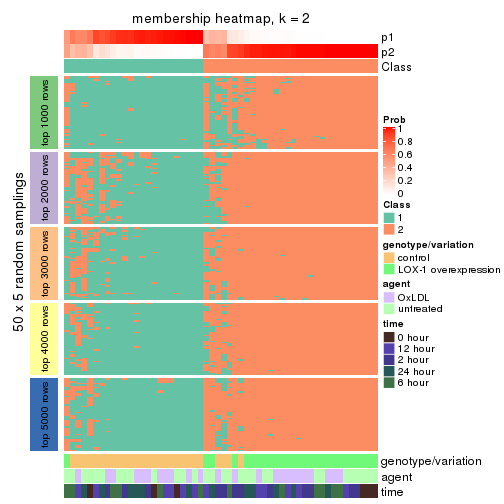 membership heatmap, k = 2
p1
p2
Class
50 x 5 random samplings
top 1000 rows
top 2000 rows
top 3000 rows
top 4000 rows
top 5000 rows
genotype/variation
agent
time
Prob
1
0.8
0.6
0.4
0.2
0
Class
1
2
genotype/variation
control
LOX-1 overexpression
agent
OxLDL
untreated
time
0 hour
12 hour
2 hour
24 hour
6 hour